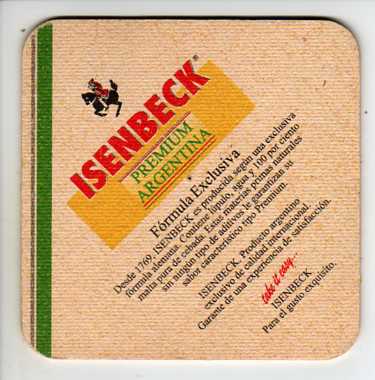 ISENBECK®
PREMIUM
ARGENTINA
Fórmula Exclusiva
Desde 1769, ISENBECK es producida según una exclusiva
fórmula alemana. Contiene lúpulo, agua y 100 por ciento
malta pura de cebada. Estas materias primas naturales
sin ningún tipo de aditivos, le garantizan su
sabor característico tipo Premium.
ISENBECK. Producto argentino
exclusivo de calidad internacional.
Garante de una experiencia de satisfacción.
take it easy...
ISENBECK
Para el gusto exquisito.